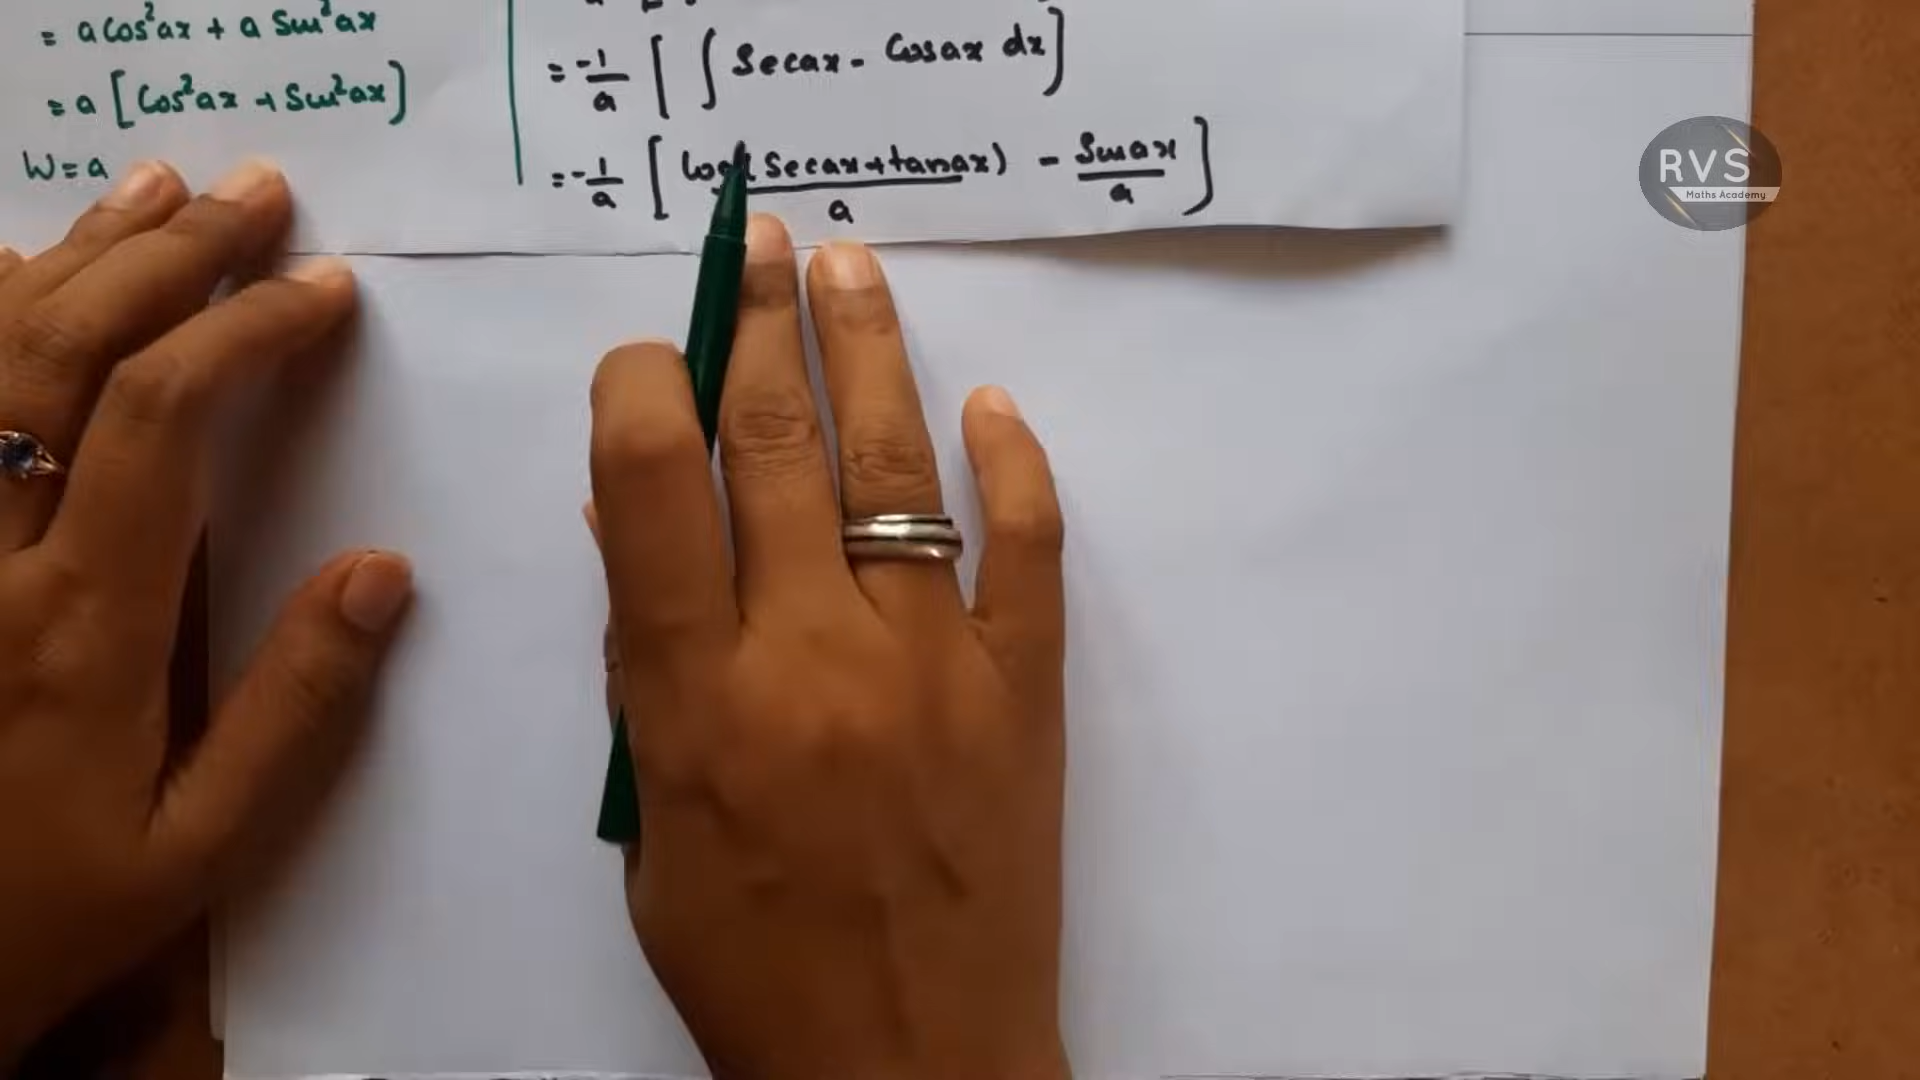 = a cos²ax + a sin²ax
= a [cos²ax + sin²ax]
W = a
= -1/a [ ∫ secax - cosax dx ]
= -1/a [ log(secax + tanax)/a - sinax/a ]
RVS
Maths Academy